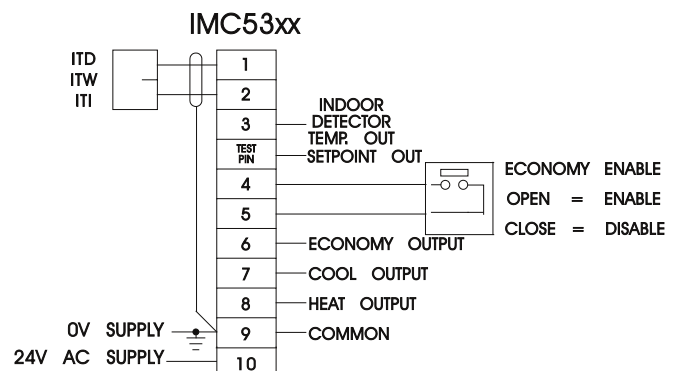 IMC53xx
ITD
ITW
ITI
1
2
INDOOR
3 DETECTOR
TEMP. OUT
TEST
PIN
SETPOINT OUT
4
5
ECONOMY ENABLE
OPEN = ENABLE
CLOSE = DISABLE
6 ECONOMY OUTPUT
7 COOL OUTPUT
8 HEAT OUTPUT
0V SUPPLY 9 COMMON
24V AC SUPPLY 10